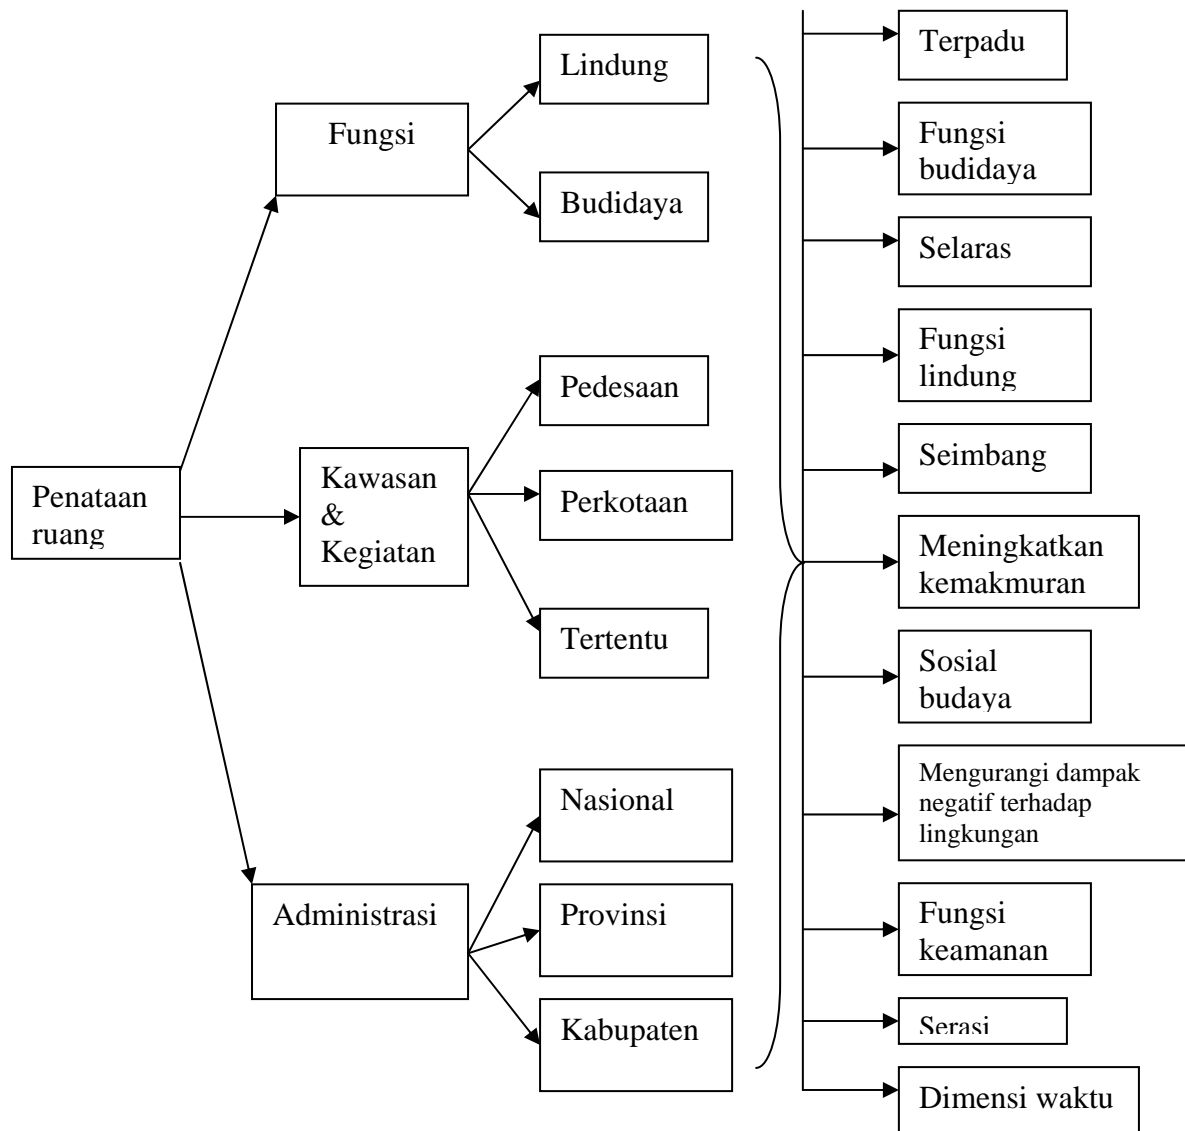 Penataan
ruang
Fungsi
Kawasan
&
Kegiatan
Administrasi
Lindung
Budidaya
Pedesaan
Perkotaan
Tertentu
Nasional
Provinsi
Kabupaten
Terpadu
Fungsi
budidaya
Selaras
Fungsi
lindung
Seimbang
Meningkatkan
kemakmuran
Sosial
budaya
Mengurangi dampak
negatif terhadap
lingkungan
Fungsi
keamanan
Serasi
Dimensi waktu